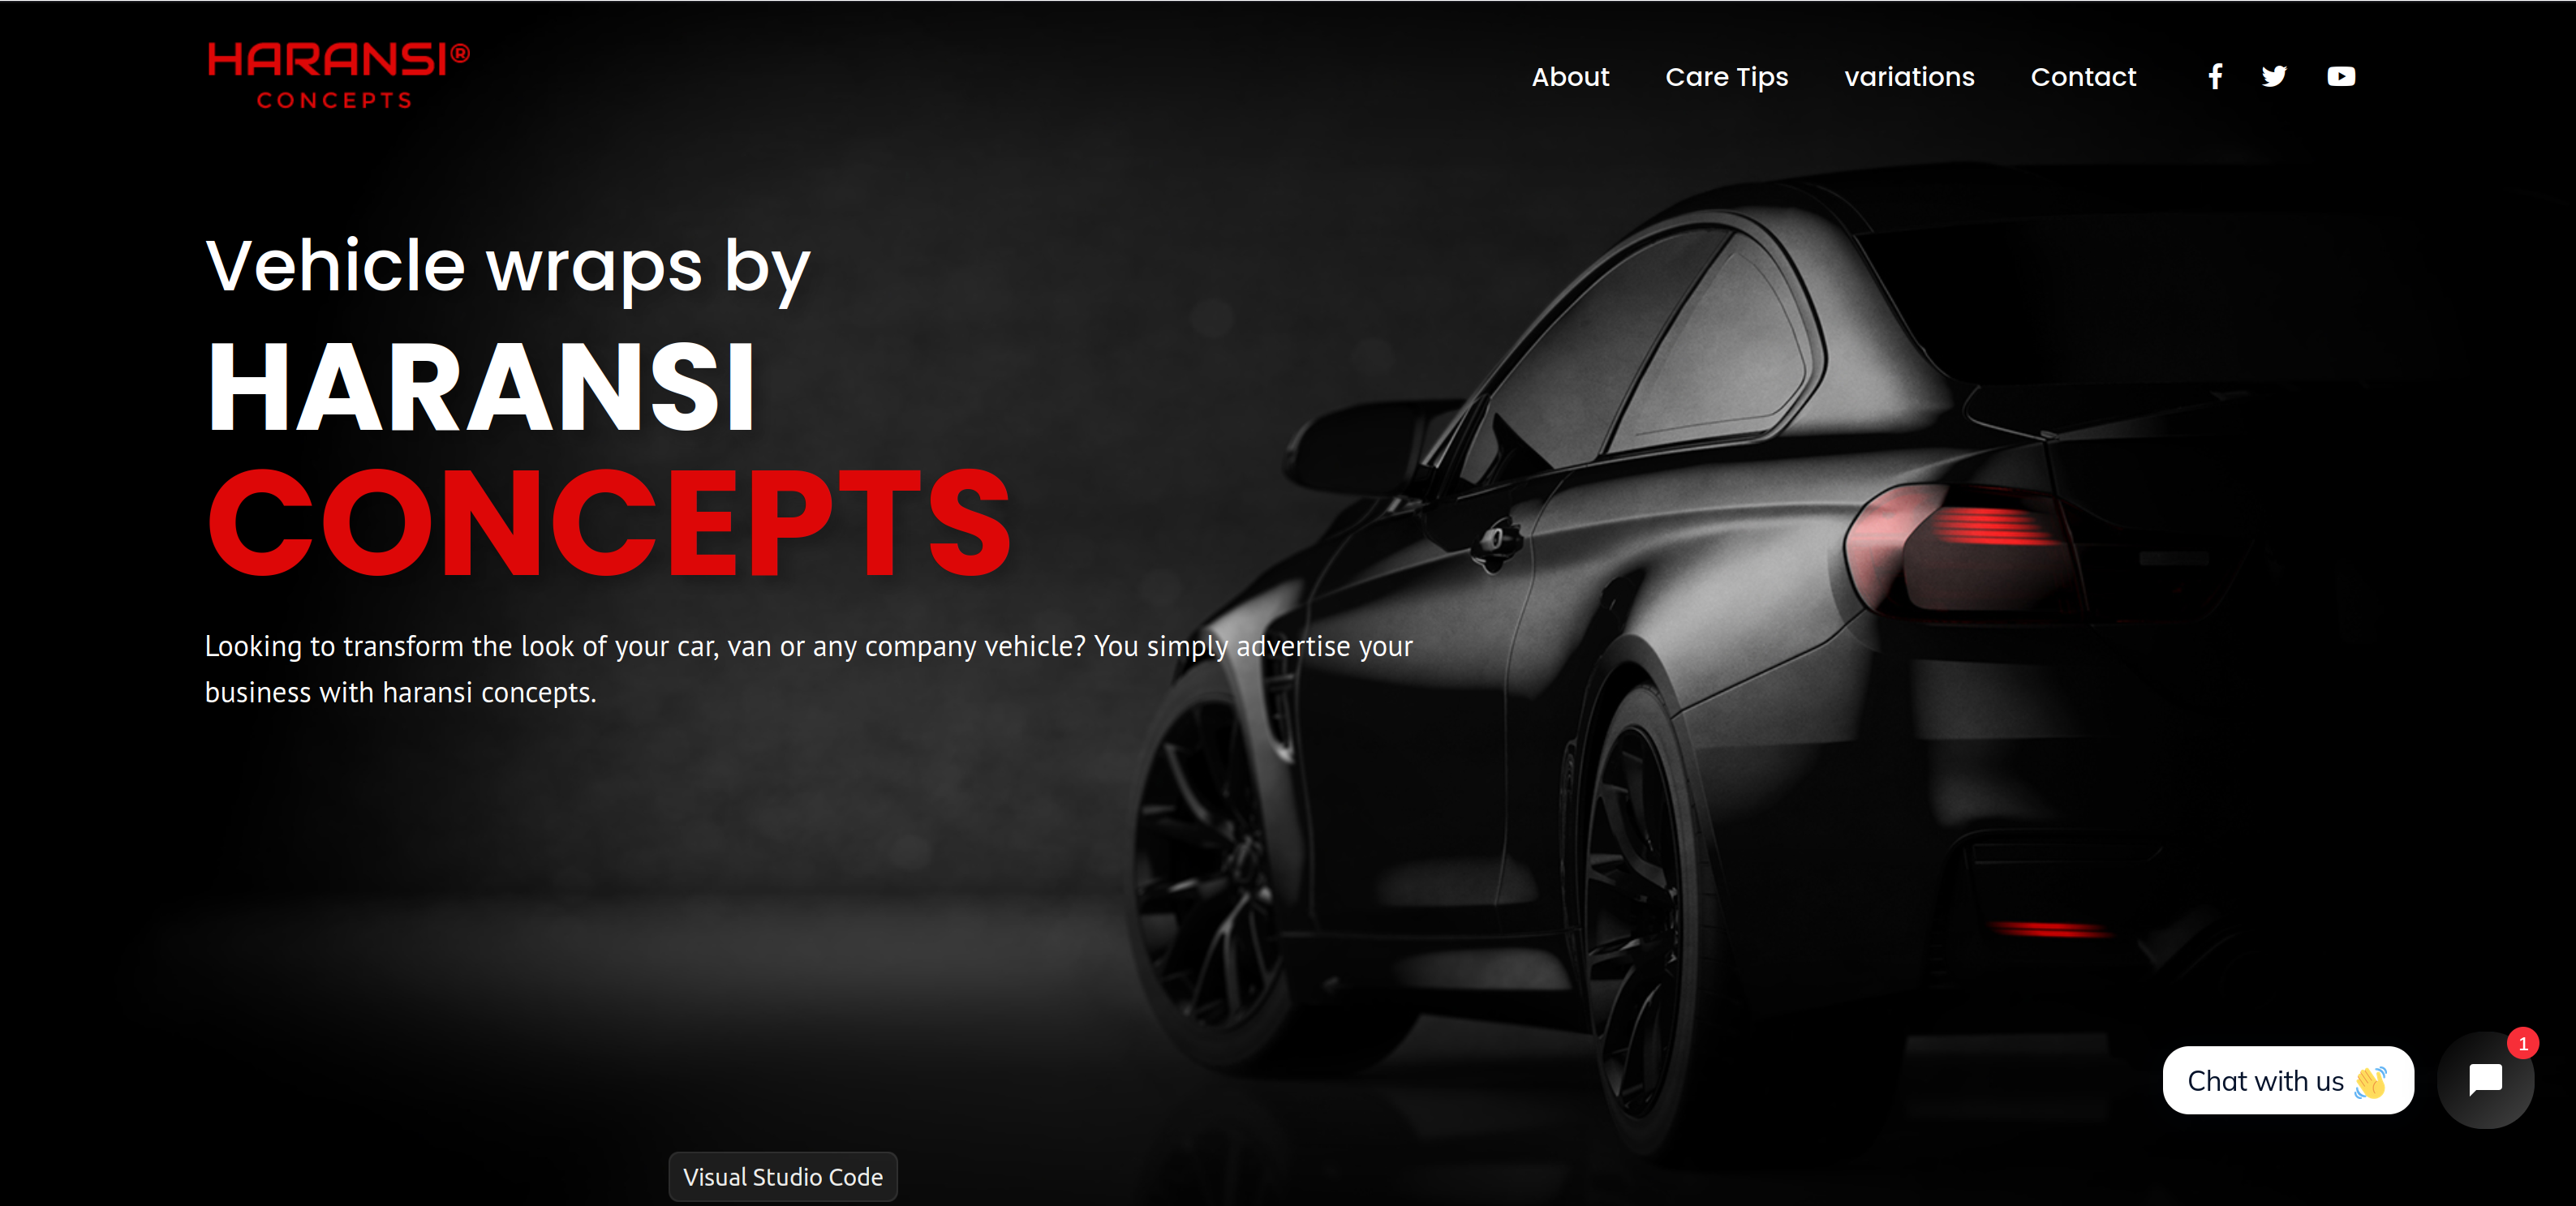 HARANSI®
CONCEPTS
About Care Tips variations Contact
Vehicle wraps by
HARANSI
CONCEPTS
Looking to transform the look of your car, van or any company vehicle? You simply advertise your
business with haransi concepts.
1
Chat with us 👋
Visual Studio Code